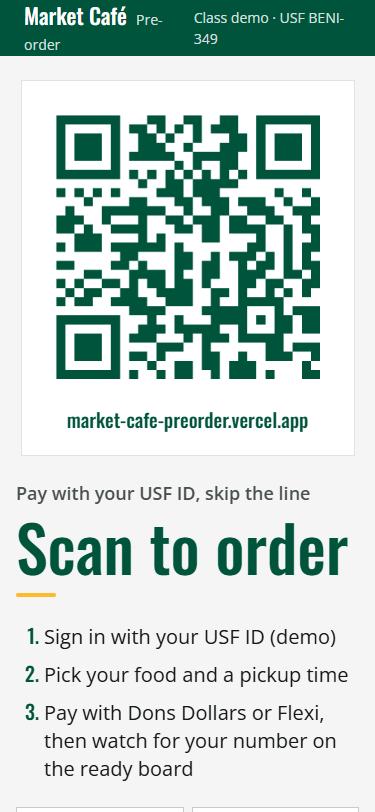 Market Café Pre-order
Class demo · USF BENI-349
market-cafe-preorder.vercel.app
Pay with your USF ID, skip the line
Scan to order
1. Sign in with your USF ID (demo)
2. Pick your food and a pickup time
3. Pay with Dons Dollars or Flexi,
then watch for your number on
the ready board